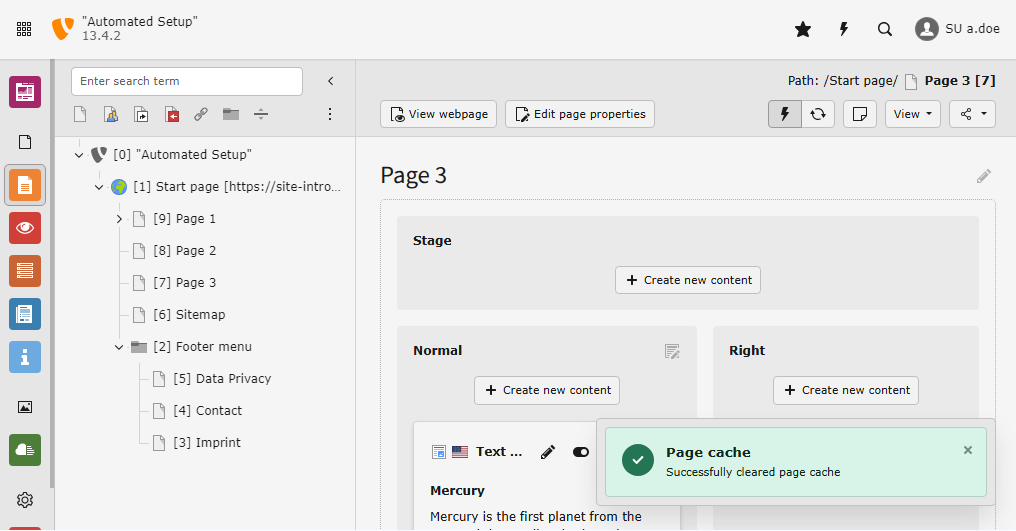 "Automated Setup"
13.4.2
SU a.doe
Enter search term
Path: /Start page/ Page 3 [7]
View webpage
Edit page properties
View
[0] "Automated Setup"
[1] Start page [https://site-intro...
[9] Page 1
[8] Page 2
[7] Page 3
[6] Sitemap
[2] Footer menu
[5] Data Privacy
[4] Contact
[3] Imprint
Page 3
Stage
Create new content
Normal
Create new content
Right
Create new content
Text ...
Mercury
Mercury is the first planet from the
Page cache
Successfully cleared page cache